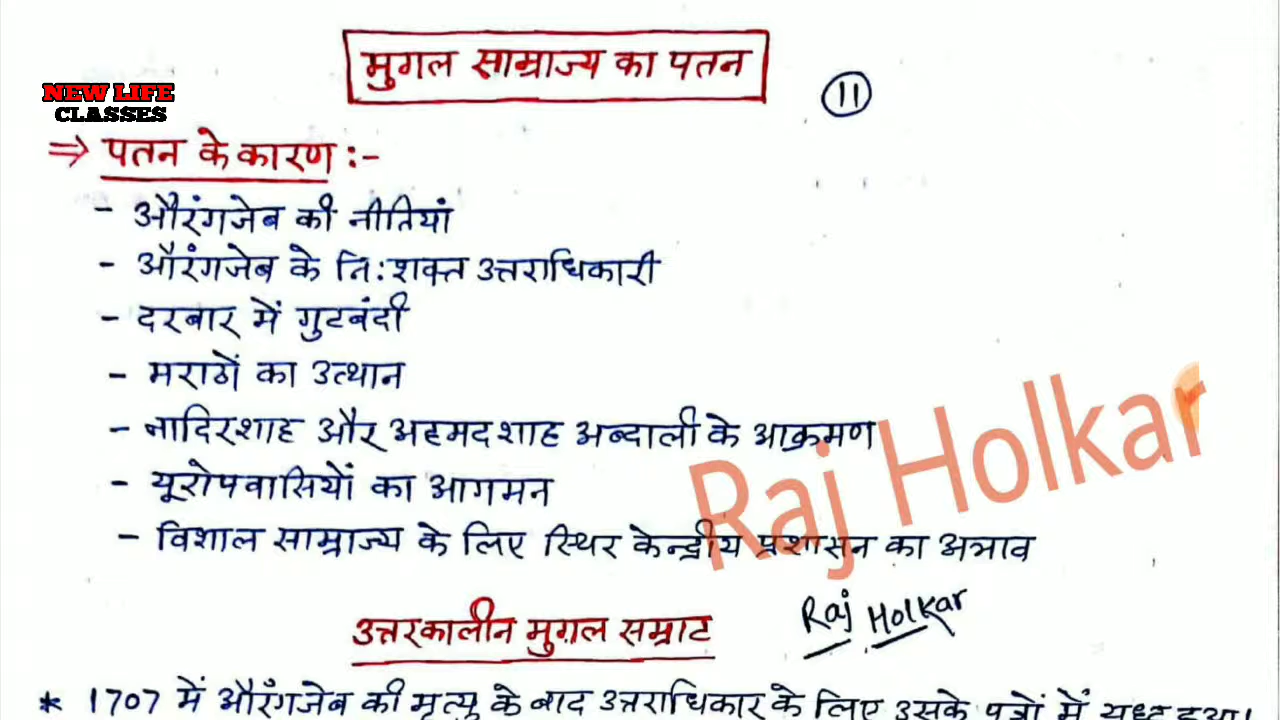 मुगल साम्राज्य का पतन
11
NEW LIFE
CLASSES
⇒ पतन के कारण :-
- औरंगजेब की नीतियां
- औरंगजेब के नि:शक्त उत्तराधिकारी
- दरबार में गुटबंदी
- मराठों का उत्थान
- नादिरशाह और अहमदशाह अब्दाली के आक्रमण
- यूरोपवासियों का आगमन
- विशाल साम्राज्य के लिए स्थिर केन्द्रीय प्रशासन का अभाव
Raj Holkar
उत्तरकालीन मुग़ल सम्राट
Raj Holkar
* 1707 में औरंगजेब की मृत्यु के बाद उत्तराधिकार के लिए उसके पुत्रों में युध्द हुआ।